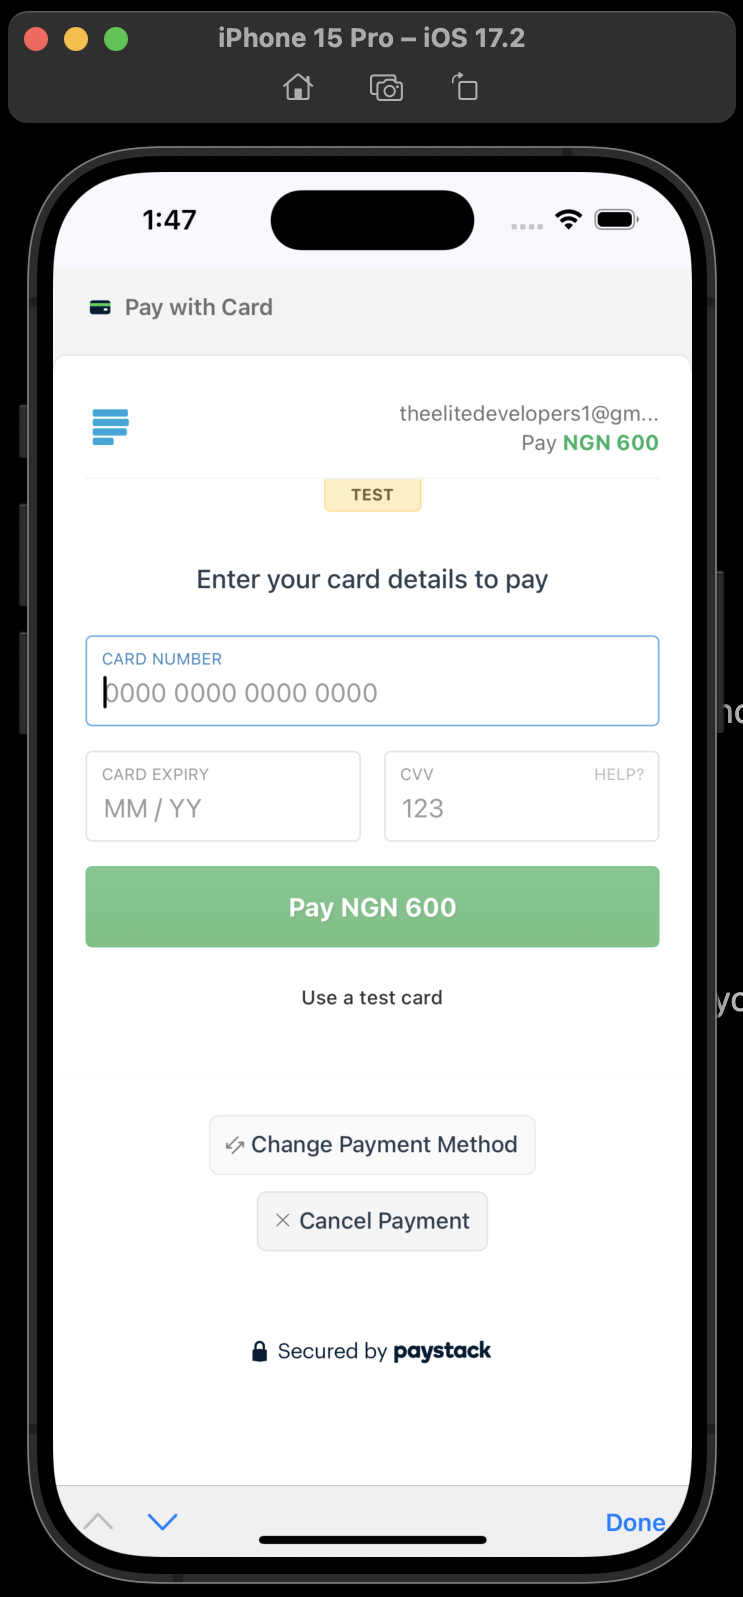 iPhone 15 Pro – iOS 17.2
1:47
Pay with Card
theelitedevelopers1@gm...
Pay NGN 600
TEST
Enter your card details to pay
CARD NUMBER
0000 0000 0000 0000
CARD EXPIRY
MM / YY
CVV
HELP?
123
Pay NGN 600
Use a test card
Change Payment Method
Cancel Payment
Secured by paystack
Done